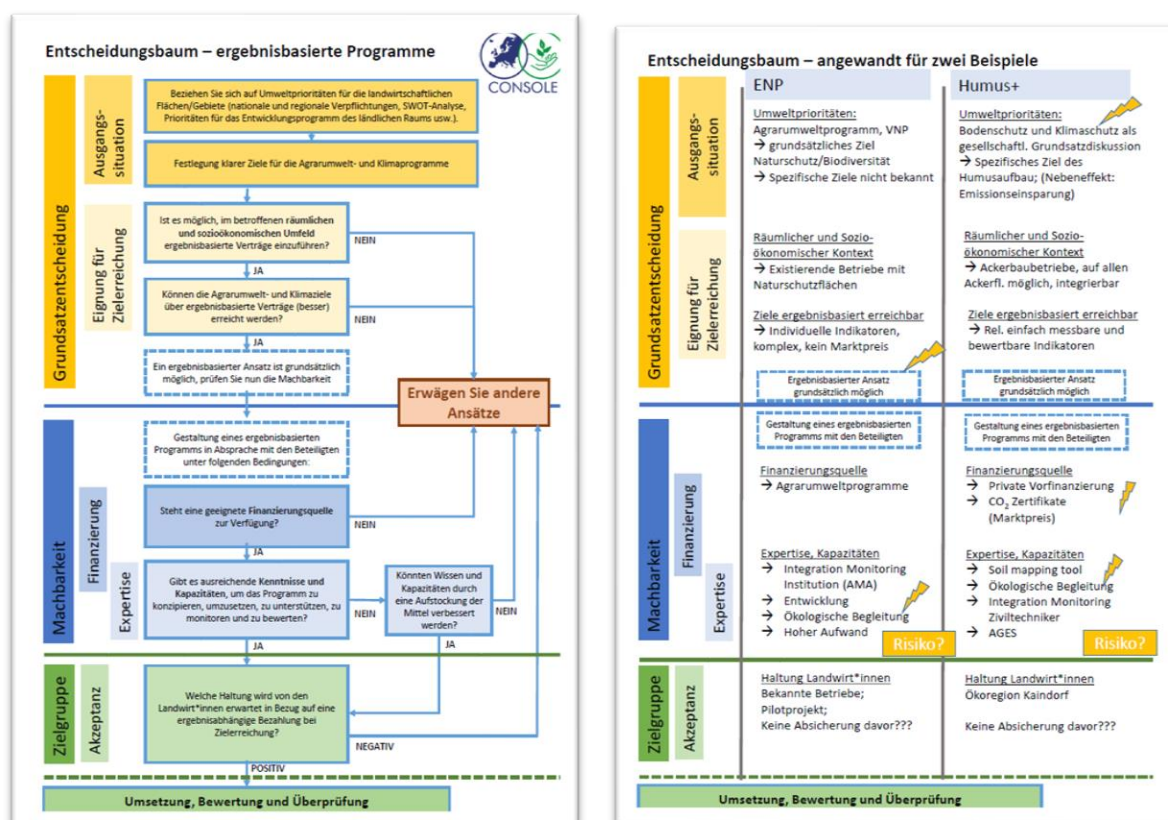 Entscheidungsbaum – ergebnisbasierte Programme
CONSOLE
Grundsatzentscheidung
Ausgangs-
situation
Beziehen Sie sich auf Umweltprioritäten für die landwirtschaftlichen
Flächen/Gebiete (nationale und regionale Verpflichtungen, SWOT-Analyse,
Prioritäten für das Entwicklungsprogramm des ländlichen Raums usw.).
Festlegung klarer Ziele für die Agrarumwelt- und Klimaprogramme
Eignung für
Zielerreichung
Ist es möglich, im betroffenen räumlichen
und sozioökonomischen Umfeld
ergebnisbasierte Verträge einzuführen?
NEIN
JA
Können die Agrarumwelt- und Klimaziele
über ergebnisbasierte Verträge (besser)
erreicht werden?
NEIN
JA
Ein ergebnisbasierter Ansatz ist grundsätzlich
möglich, prüfen Sie nun die Machbarkeit
Erwägen Sie andere
Ansätze
Machbarkeit
Gestaltung eines ergebnisbasierten
Programms in Absprache mit den Beteiligten
unter folgenden Bedingungen:
Finanzierung
Steht eine geeignete Finanzierungsquelle
zur Verfügung?
NEIN
JA
Expertise
Gibt es ausreichende Kenntnisse und
Kapazitäten, um das Programm zu
konzipieren, umzusetzen, zu unterstützen, zu
monitoren und zu bewerten?
NEIN
Könnten Wissen und
Kapazitäten durch
eine Aufstockung der
Mittel verbessert
werden?
NEIN
JA
JA
Zielgruppe
Akzeptanz
Welche Haltung wird von den
Landwirt*innen erwartet in Bezug auf eine
ergebnisabhängige Bezahlung bei
Zielerreichung?
NEGATIV
POSITIV
Umsetzung, Bewertung und Überprüfung
Entscheidungsbaum – angewandt für zwei Beispiele
ENP
Humus+
Grundsatzentscheidung
Ausgangs-
situation
Umweltprioritäten:
Agrarumweltprogramm, VNP
→ grundsätzliches Ziel
Naturschutz/Biodiversität
→ Spezifische Ziele nicht bekannt
Umweltprioritäten:
Bodenschutz und Klimaschutz als
gesellschaftl. Grundsatzdiskussion
→ Spezifisches Ziel des
Humusaufbau; (Nebeneffekt:
Emissionseinsparung)
Eignung für
Zielerreichung
Räumlicher und Sozio-
ökonomischer Kontext
→ Existierende Betriebe mit
Naturschutzflächen
Ziele ergebnisbasiert erreichbar
→ Individuelle Indikatoren,
komplex, kein Marktpreis
Räumlicher und Sozio-
ökonomischer Kontext
→ Ackerbaubetriebe, auf allen
Ackerfl. möglich, integrierbar
Ziele ergebnisbasiert erreichbar
→ Rel. einfach messbare und
bewertbare Indikatoren
Ergebnisbasierter Ansatz
grundsätzlich möglich
Ergebnisbasierter Ansatz
grundsätzlich möglich
Machbarkeit
Gestaltung eines ergebnisbasierten
Programms mit den Beteiligten
Gestaltung eines ergebnisbasierten
Programms mit den Beteiligten
Finanzierung
Finanzierungsquelle
→ Agrarumweltprogramme
Finanzierungsquelle
→ Private Vorfinanzierung
→ CO2 Zertifikate
(Marktpreis)
Expertise
Expertise, Kapazitäten
→ Integration Monitoring
Institution (AMA)
→ Entwicklung
→ Ökologische Begleitung
→ Hoher Aufwand
Risiko?
Expertise, Kapazitäten
→ Soil mapping tool
→ Ökologische Begleitung
→ Integration Monitoring
Ziviltechniker
→ AGES
Risiko?
Zielgruppe
Akzeptanz
Haltung Landwirt*innen
Bekannte Betriebe;
Pilotprojekt;
Keine Absicherung davor???
Haltung Landwirt*innen
Ökoregion Kaindorf
Keine Absicherung davor???
Umsetzung, Bewertung und Überprüfung